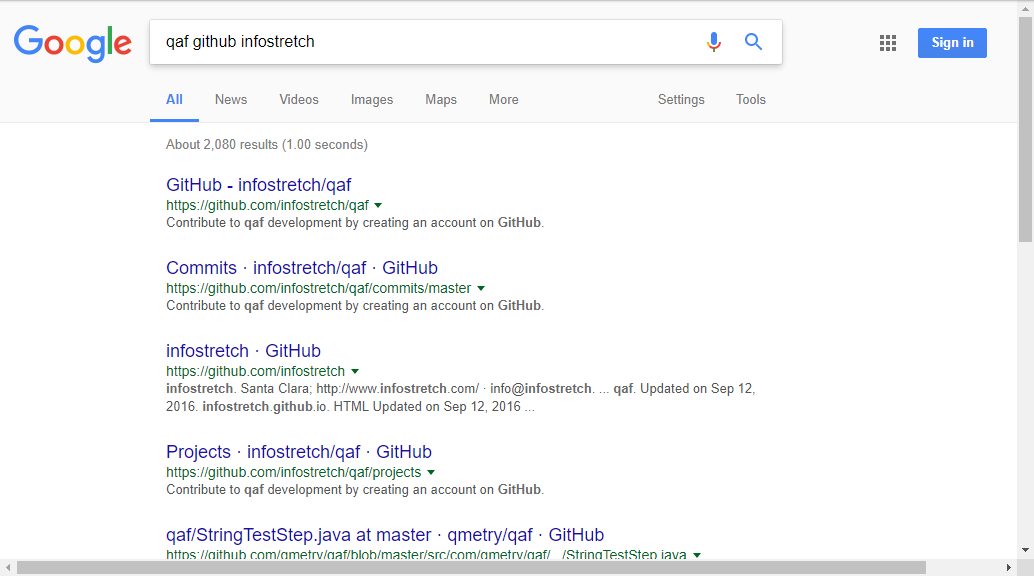 Google
qaf github infostretch
Sign in
All News Videos Images Maps More Settings Tools
About 2,080 results (1.00 seconds)
GitHub - infostretch/qaf
https://github.com/infostretch/qaf
Contribute to qaf development by creating an account on GitHub.
Commits · infostretch/qaf · GitHub
https://github.com/infostretch/qaf/commits/master
Contribute to qaf development by creating an account on GitHub.
infostretch · GitHub
https://github.com/infostretch
infostretch. Santa Clara; http://www.infostretch.com/ · info@infostretch. ... qaf. Updated on Sep 12,
2016. infostretch.github.io. HTML Updated on Sep 12, 2016 ...
Projects · infostretch/qaf · GitHub
https://github.com/infostretch/qaf/projects
Contribute to qaf development by creating an account on GitHub.
qaf/StringTestStep.java at master · qmetry/qaf · GitHub
https://github.com/qmetry/qaf/blob/master/src/com/qmetry/qaf/.../StringTestStep.java